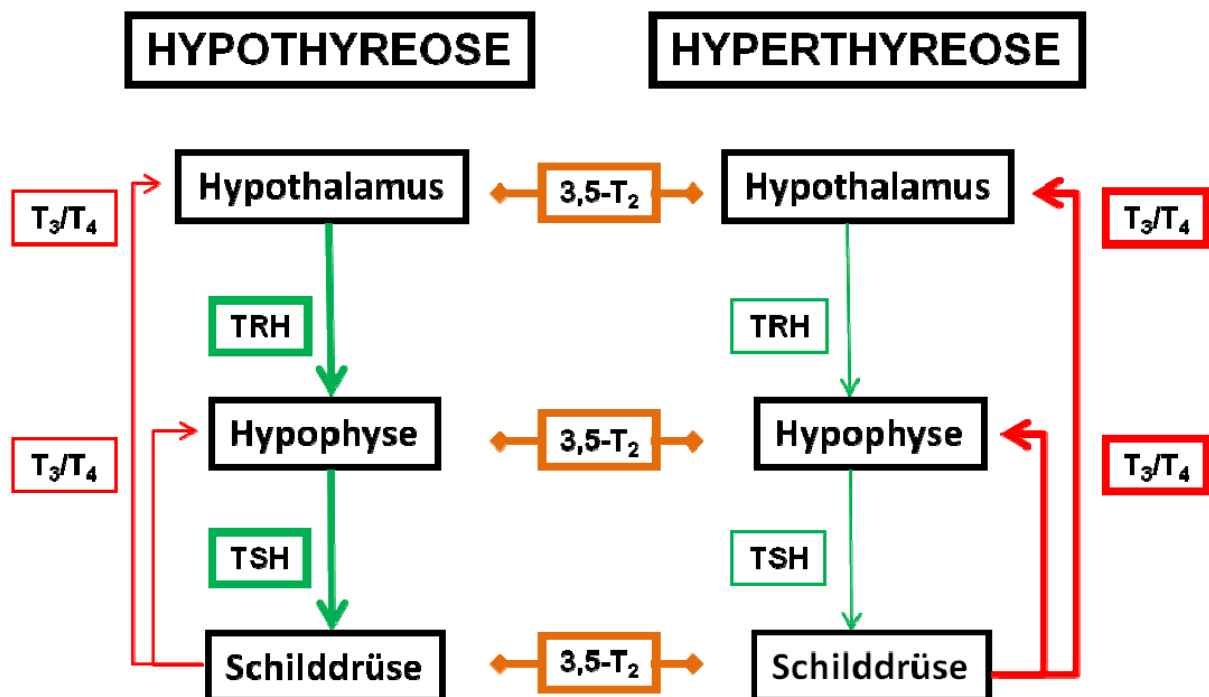 HYPOTHYREOSE
HYPERTHYREOSE
Hypothalamus
3,5-T₂
Hypothalamus
T₃/T₄
T₃/T₄
TRH
TRH
Hypophyse
3,5-T₂
Hypophyse
T₃/T₄
T₃/T₄
TSH
TSH
Schilddrüse
3,5-T₂
Schilddrüse